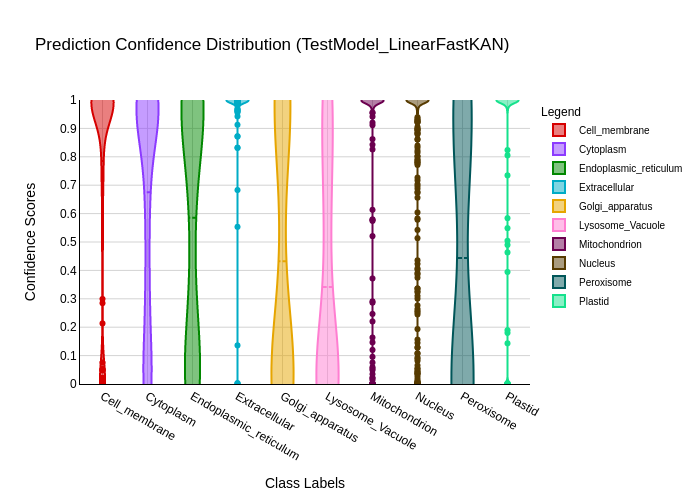 Prediction Confidence Distribution (TestModel_LinearFastKAN)
Legend
Cell_membrane
Cytoplasm
Endoplasmic_reticulum
Extracellular
Golgi_apparatus
Lysosome_Vacuole
Mitochondrion
Nucleus
Peroxisome
Plastid
Confidence Scores
1
0.9
0.8
0.7
0.6
0.5
0.4
0.3
0.2
0.1
0
Cell_membrane
Cytoplasm
Endoplasmic_reticulum
Extracellular
Golgi_apparatus
Lysosome_Vacuole
Mitochondrion
Nucleus
Peroxisome
Plastid
Class Labels